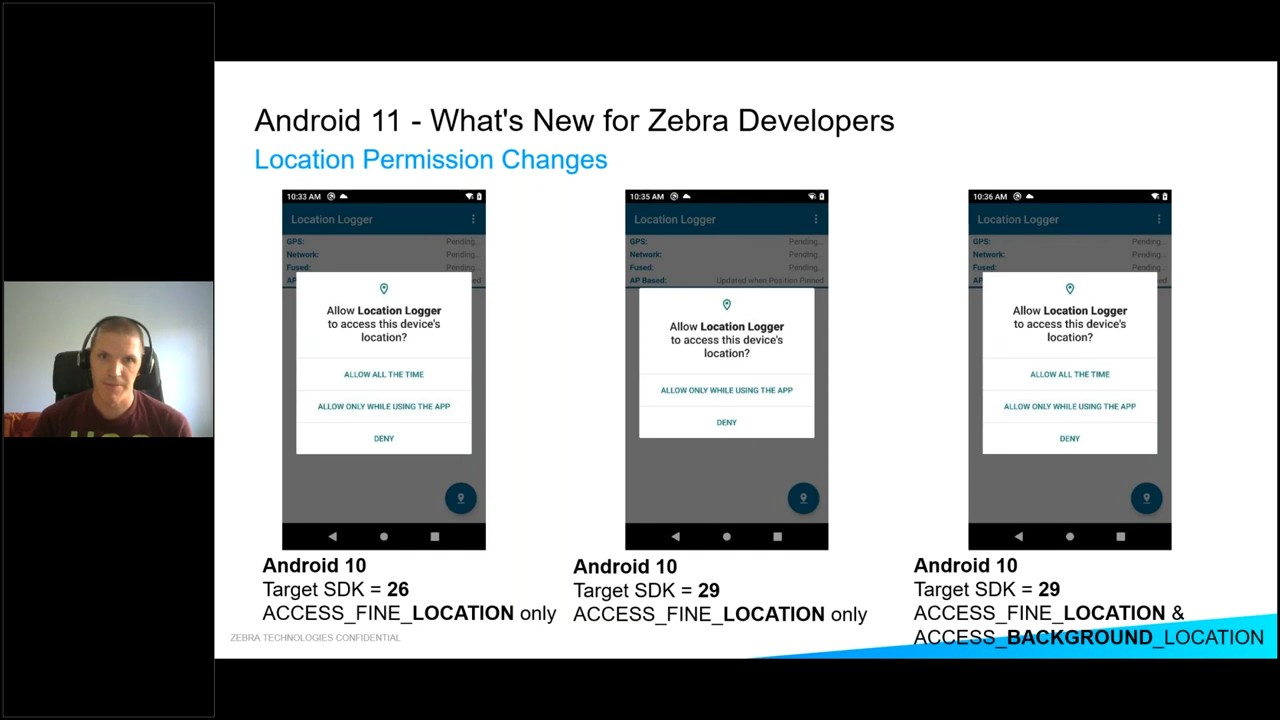 Android 11 - What's New for Zebra Developers
Location Permission Changes
10:33 AM
Location Logger
GPS: Pending...
Network: Pending...
Fused: Pending...
AP
Allow Location Logger
to access this device's
location?
ALLOW ALL THE TIME
ALLOW ONLY WHILE USING THE APP
DENY
Android 10
Target SDK = 26
ACCESS_FINE_LOCATION only
10:35 AM
Location Logger
GPS: Pending...
Network: Pending...
Fused: Pending...
AP Based: Updated when Position Pinned
Allow Location Logger
to access this device's
location?
ALLOW ONLY WHILE USING THE APP
DENY
Android 10
Target SDK = 29
ACCESS_FINE_LOCATION only
10:36 AM
Location Logger
GPS: Pending...
Network: Pending...
Fused: Pending...
AP
Allow Location Logger
to access this device's
location?
ALLOW ALL THE TIME
ALLOW ONLY WHILE USING THE APP
DENY
Android 10
Target SDK = 29
ACCESS_FINE_LOCATION &
ACCESS_BACKGROUND_LOCATION
ZEBRA TECHNOLOGIES CONFIDENTIAL